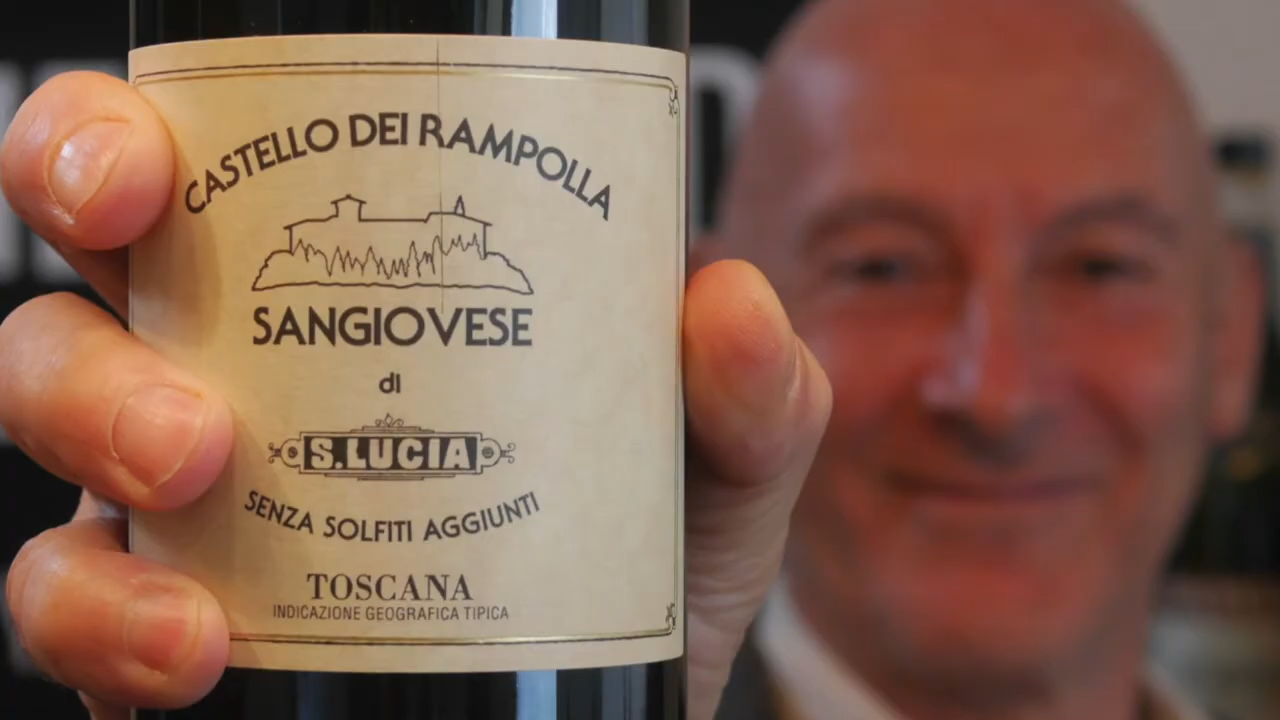 CASTELLO DEI RAMPOLLA
SANGIOVESE
di
S.LUCIA
SENZA SOLFITI AGGIUNTI
TOSCANA
INDICAZIONE GEOGRAFICA TIPICA